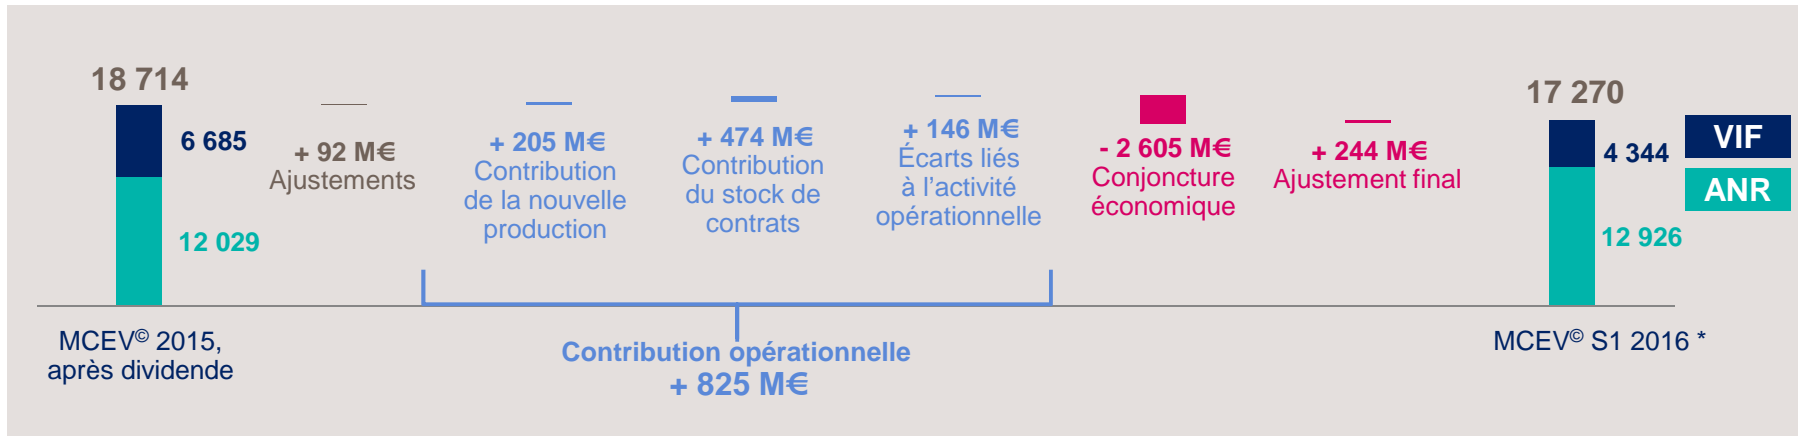 18 714
6 685
12 029
MCEV© 2015,
après dividende
+ 92 M€
Ajustements
+ 205 M€
Contribution
de la nouvelle
production
+ 474 M€
Contribution
du stock de
contrats
+ 146 M€
Écarts liés
à l’activité
opérationnelle
Contribution opérationnelle
+ 825 M€
- 2 605 M€
Conjoncture
économique
+ 244 M€
Ajustement final
17 270
4 344
12 926
MCEV© S1 2016 *
VIF
ANR